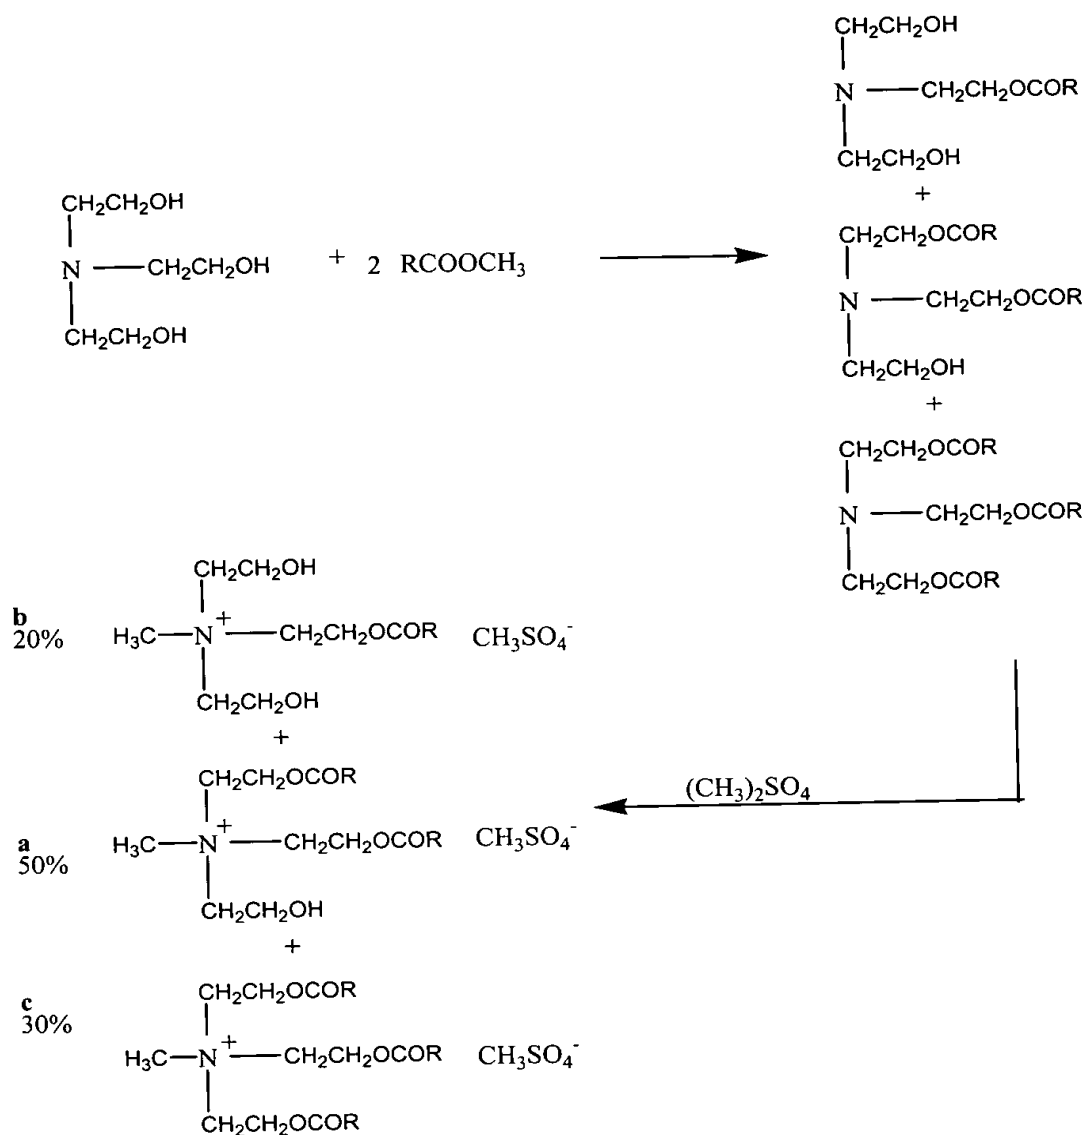 CH2CH2OH
N CH2CH2OH
CH2CH2OH
+ 2 RCOOCH3
CH2CH2OH
N CH2CH2OCOR
CH2CH2OH
+
CH2CH2OCOR
N CH2CH2OCOR
CH2CH2OH
+
CH2CH2OCOR
N CH2CH2OCOR
CH2CH2OCOR
(CH3)2SO4
b
20%
CH2CH2OH
H3C N+ CH2CH2OCOR CH3SO4-
CH2CH2OH
+
a
50%
CH2CH2OCOR
H3C N+ CH2CH2OCOR CH3SO4-
CH2CH2OH
+
c
30%
CH2CH2OCOR
H3C N+ CH2CH2OCOR CH3SO4-
CH2CH2OCOR